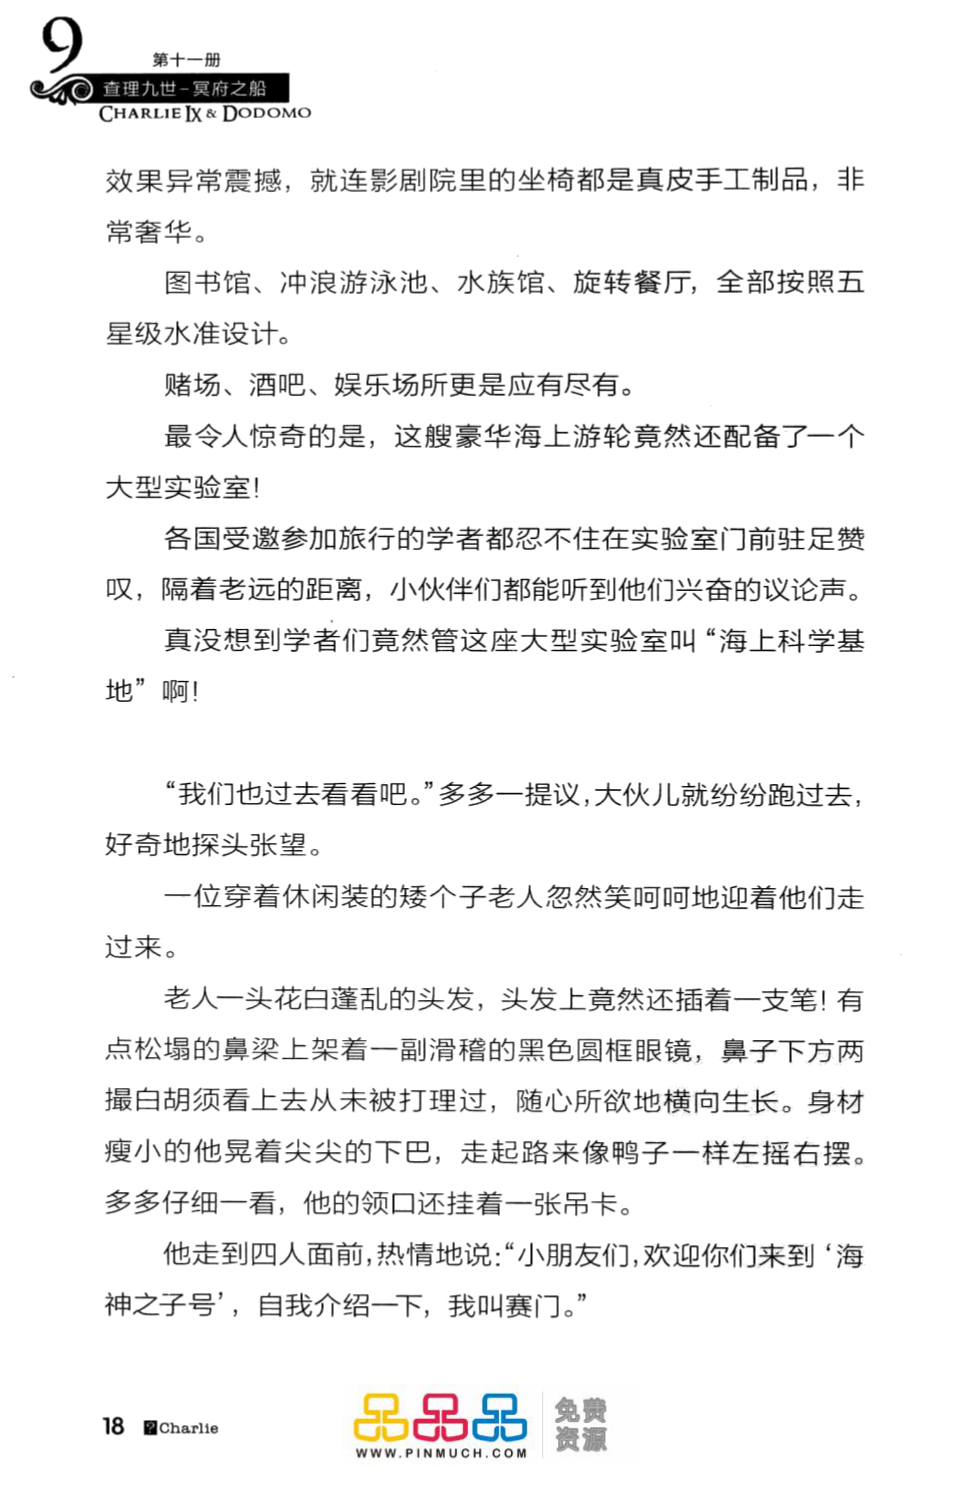 9
第十一册
查理九世-冥府之船
CHARLIE IX & DODOMO
效果异常震撼，就连影剧院里的坐椅都是真皮手工制品，非
常奢华。
图书馆、冲浪游泳池、水族馆、旋转餐厅，全部按照五
星级水准设计。
赌场、酒吧、娱乐场所更是应有尽有。
最令人惊奇的是，这艘豪华海上游轮竟然还配备了一个
大型实验室！
各国受邀参加旅行的学者都忍不住在实验室门前驻足赞
叹，隔着老远的距离，小伙伴们都能听到他们兴奋的议论声。
真没想到学者们竟然管这座大型实验室叫“海上科学基
地”啊！
“我们也过去看看吧。”多多一提议，大伙儿就纷纷跑过去，
好奇地探头张望。
一位穿着休闲装的矮个子老人忽然笑呵呵地迎着他们走
过来。
老人一头花白蓬乱的头发，头发上竟然还插着一支笔！有
点松塌的鼻梁上架着一副滑稽的黑色圆框眼镜，鼻子下方两
撮白胡须看上去从未被打理过，随心所欲地横向生长。身材
瘦小的他晃着尖尖的下巴，走起路来像鸭子一样左摇右摆。
多多仔细一看，他的领口还挂着一张吊卡。
他走到四人面前，热情地说：“小朋友们，欢迎你们来到‘海
神之子号’，自我介绍一下，我叫赛门。”
18 Charlie
品品品
免费
资源
WWW.PINMUCH.COM